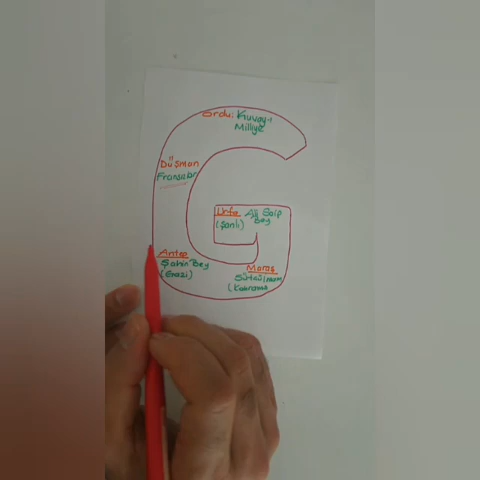 Ordu: Kuvay-ı
Milliye
Düşman
Fransızlar
Urfa Ali Saip
(Şanlı) Bey
Antep
Şahin Bey
(Gazi)
Maraş
Sütçü İmam
(Kahraman